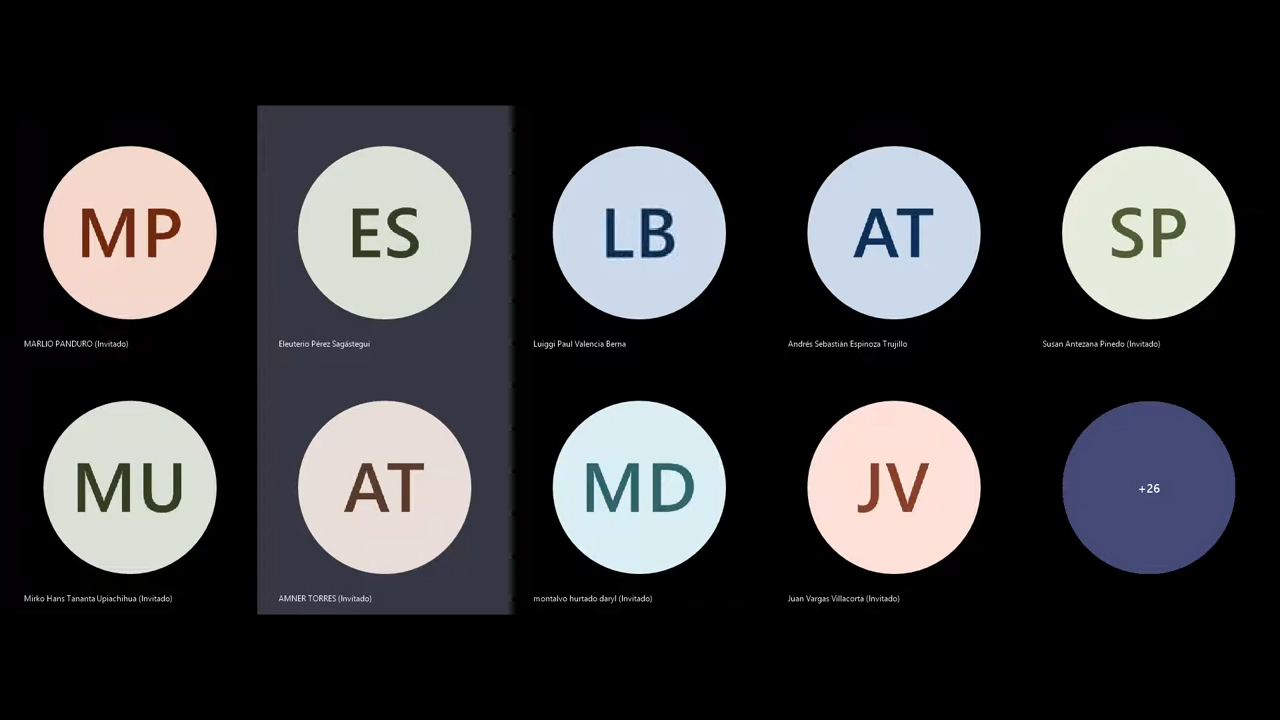 MP
ES
LB
AT
SP
MARLIO PANDURO (Invitado)
Eleuterio Pérez Sagástegui
Luiggi Paul Valencia Berna
Andrés Sebastián Espinoza Trujillo
Susan Antezana Pinedo (Invitado)
MU
AT
MD
JV
+26
Mirko Hans Tananta Upiachihua (Invitado)
AMNER TORRES (Invitado)
montalvo hurtado daryl (Invitado)
Juan Vargas Villacorta (Invitado)